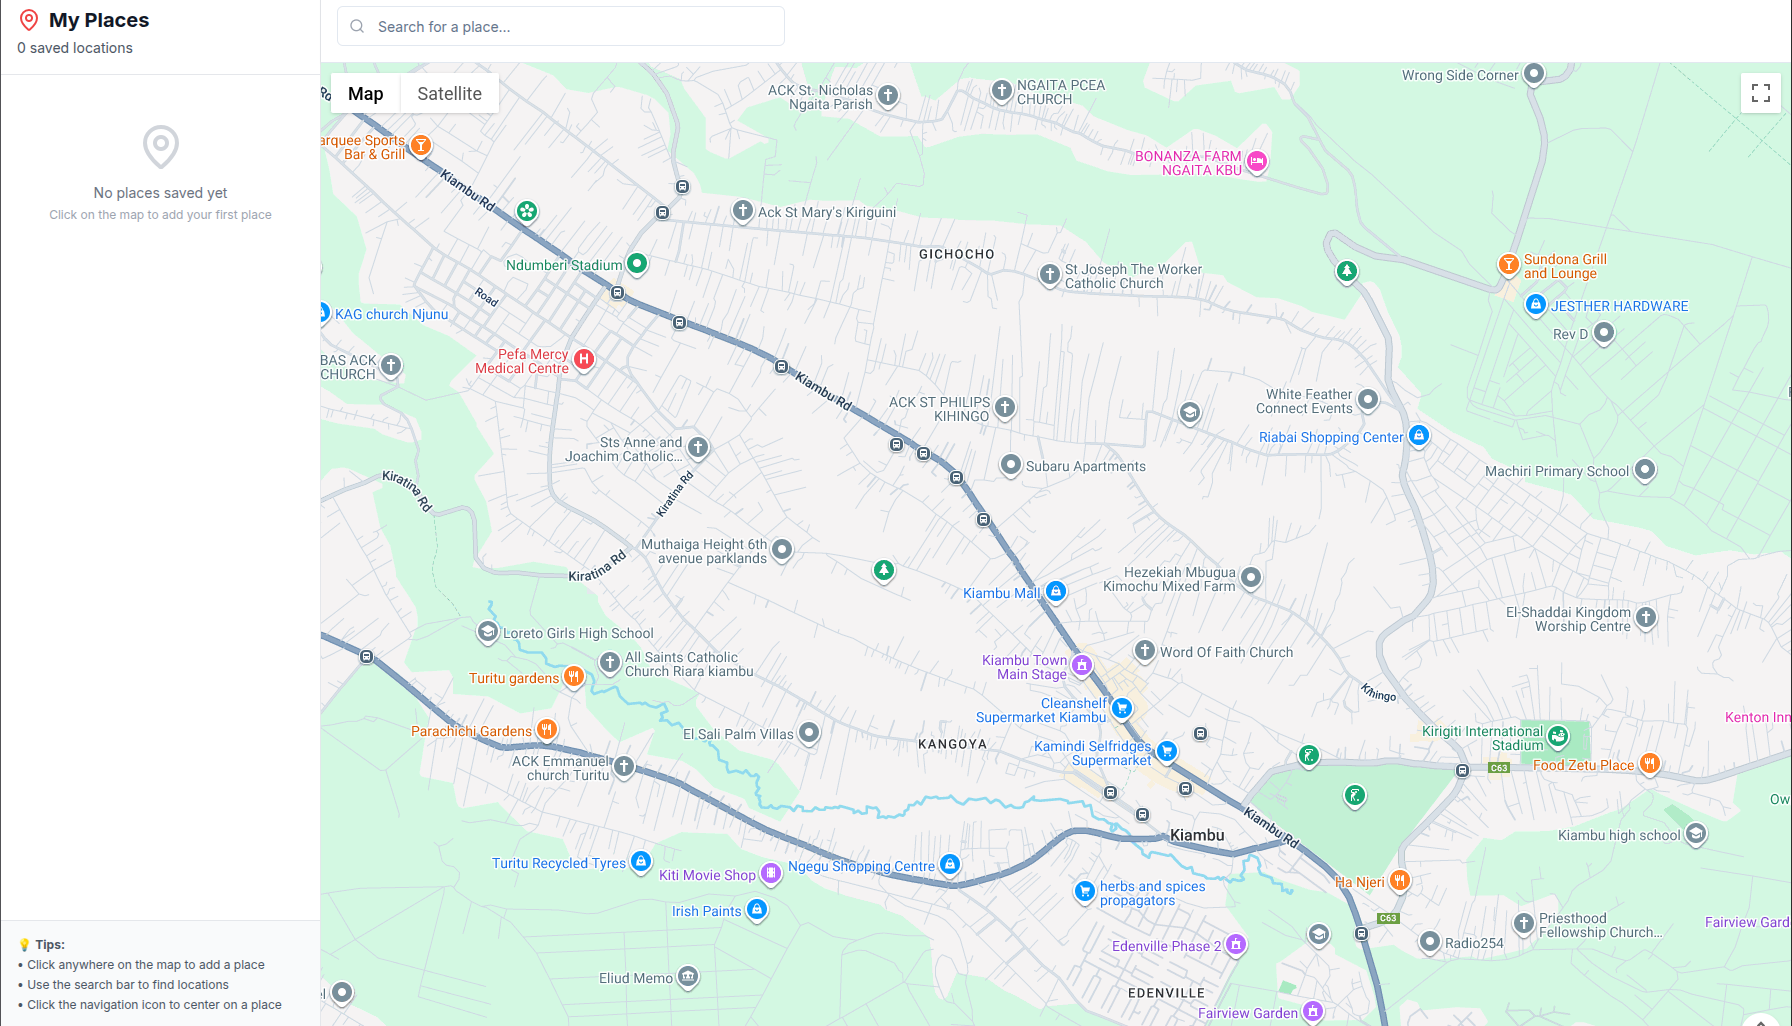 My Places
0 saved locations
No places saved yet
Click on the map to add your first place
💡 Tips:
• Click anywhere on the map to add a place
• Use the search bar to find locations
• Click the navigation icon to center on a place
Search for a place...
Map
Satellite
Rd
ACK St. Nicholas
Ngaita Parish
NGAITA PCEA
CHURCH
Wrong Side Corner
arquee Sports
Bar & Grill
BONANZA FARM
NGAITA KBU
Kiambu Rd
Ack St Mary's Kiriguini
GICHOCHO
Ndumberi Stadium
St Joseph The Worker
Catholic Church
Sundona Grill
and Lounge
Road
KAG church Njunu
JESTHER HARDWARE
Rev D
BAS ACK
CHURCH
Pefa Mercy
Medical Centre
Kiambu Rd
ACK ST PHILIPS
KIHINGO
White Feather
Connect Events
Riabai Shopping Center
Sts Anne and
Joachim Catholic...
Subaru Apartments
Machiri Primary School
Kiratina Rd
Kiratina Rd
Muthaiga Height 6th
avenue parklands
Kiratina Rd
Kiambu Mall
Hezekiah Mbugua
Kimochu Mixed Farm
El-Shaddai Kingdom
Worship Centre
Loreto Girls High School
All Saints Catholic
Church Riara kiambu
Turitu gardens
Kiambu Town
Main Stage
Word Of Faith Church
Khingo
Cleanshelf
Supermarket Kiambu
Parachichi Gardens
El Sali Palm Villas
KANGOYA
Kamindi Selfridges
Supermarket
Kirigiti International
Stadium
Kenton Inn
ACK Emmanuel
church Turitu
C63
Food Zetu Place
Ow
Kiambu
Kiambu Rd
Kiambu high school
Turitu Recycled Tyres
Kiti Movie Shop
Ngegu Shopping Centre
Ha Njeri
herbs and spices
propagators
Irish Paints
C63
Priesthood
Fellowship Church...
Fairview Gard
Edenville Phase 2
Radio254
Eliud Memo
EDENVILLE
Fairview Garden